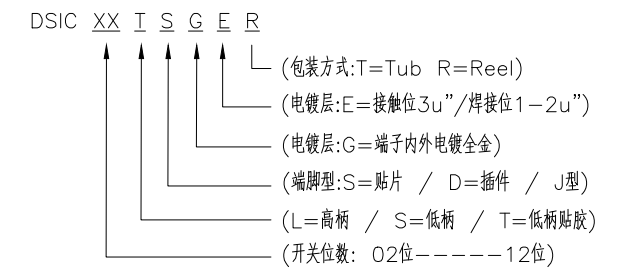 DSIC XX T S G E R
(包装方式:T=Tub R=Reel)
(电镀层:E=接触位3u"/焊接位1-2u")
(电镀层:G=端子内外电镀全金)
(端脚型:S=贴片 / D=插件 / J型)
(L=高柄 / S=低柄 / T=低柄贴胶)
(开关位数: 02位-----12位)